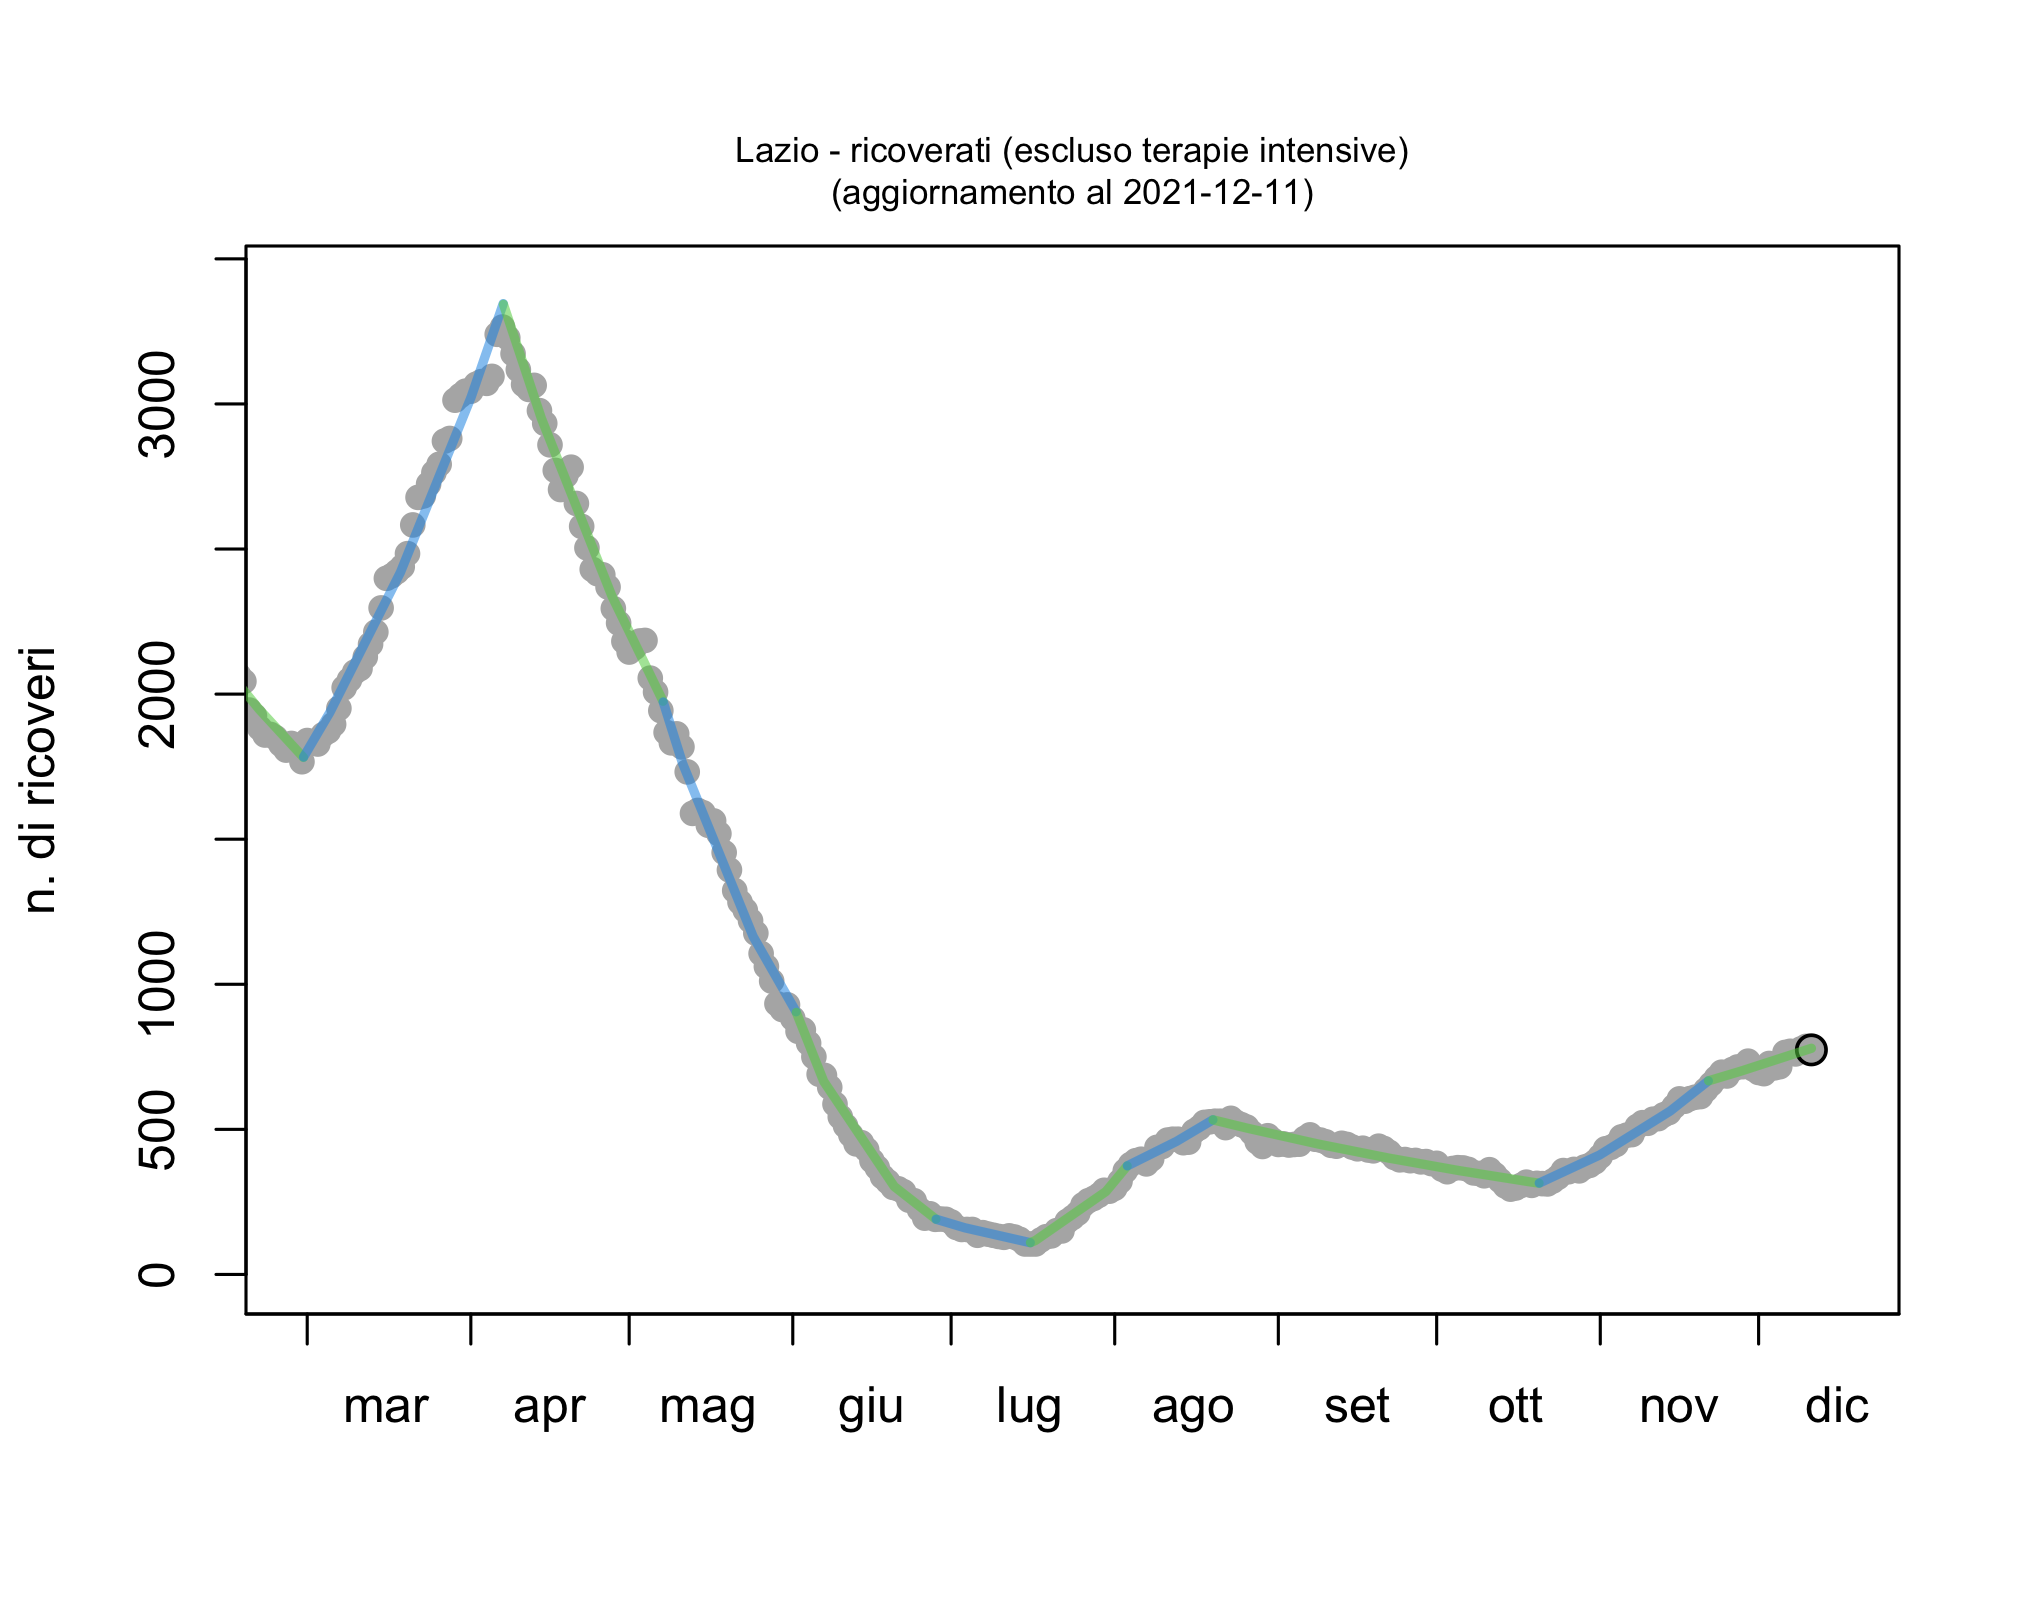 Lazio - ricoverati (escluso terapie intensive)
(aggiornamento al 2021-12-11)
n. di ricoveri
3000
2000
1000
500
0
mar apr mag giu lug ago set ott nov dic